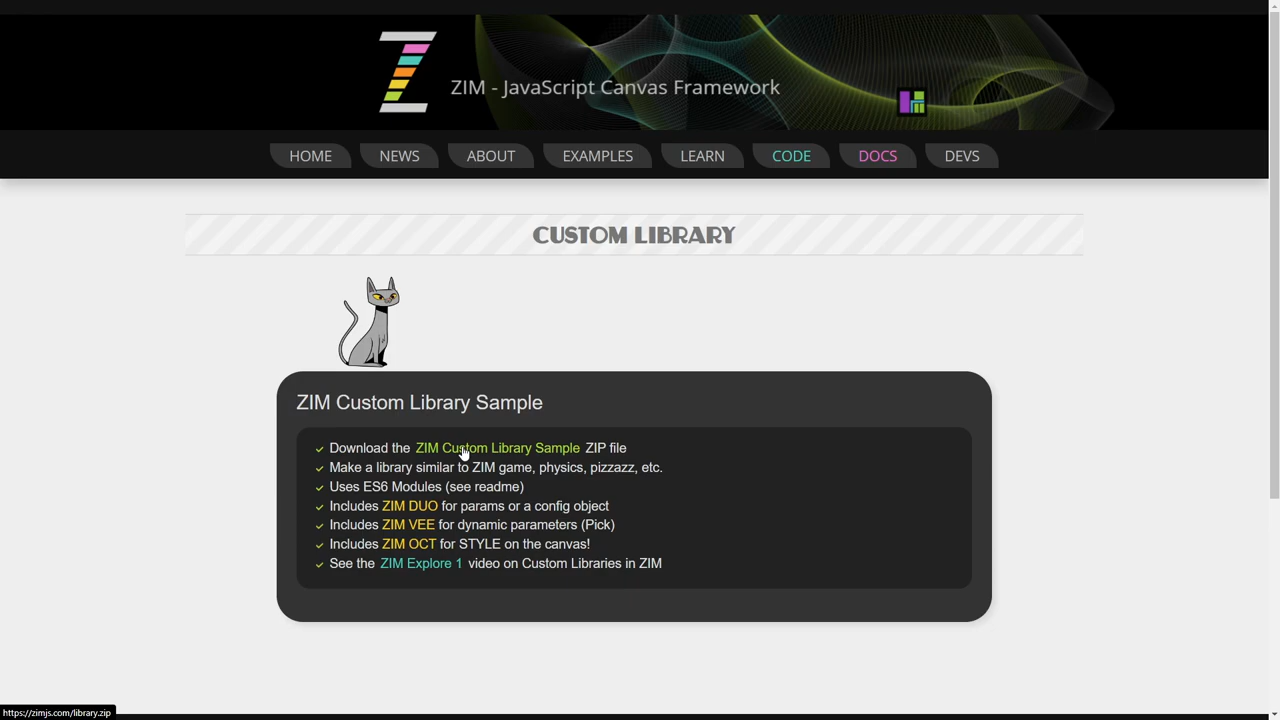 ZIM - JavaScript Canvas Framework
HOME NEWS ABOUT EXAMPLES LEARN CODE DOCS DEVS
CUSTOM LIBRARY
ZIM Custom Library Sample
Download the ZIM Custom Library Sample ZIP file
Make a library similar to ZIM game, physics, pizzazz, etc.
Uses ES6 Modules (see readme)
Includes ZIM DUO for params or a config object
Includes ZIM VEE for dynamic parameters (Pick)
Includes ZIM OCT for STYLE on the canvas!
See the ZIM Explore 1 video on Custom Libraries in ZIM
https://zimjs.com/library.zip